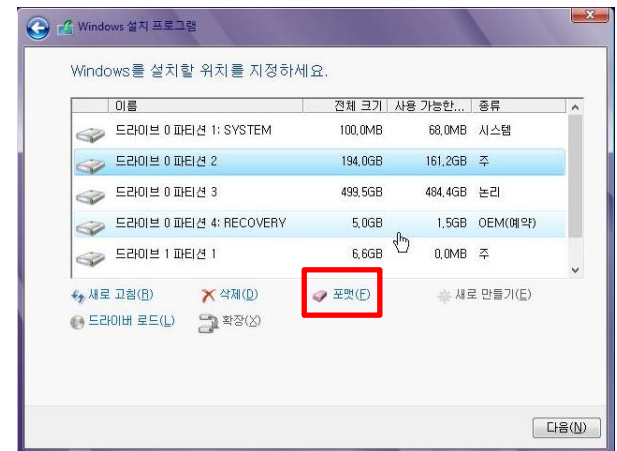 Windows 설치 프로그램
Windows를 설치할 위치를 지정하세요.
이름 전체 크기 사용 가능한... 종류
드라이브 0 파티션 1: SYSTEM 100,0MB 68,0MB 시스템
드라이브 0 파티션 2 194,0GB 161,2GB 주
드라이브 0 파티션 3 499,5GB 484,4GB 논리
드라이브 0 파티션 4: RECOVERY 5,0GB 1,5GB OEM(예약)
드라이브 1 파티션 1 6,6GB 0,0MB 주
새로 고침(R) 삭제(D) 포맷(F) 새로 만들기(E)
드라이버 로드(L) 확장(X)
다음(N)